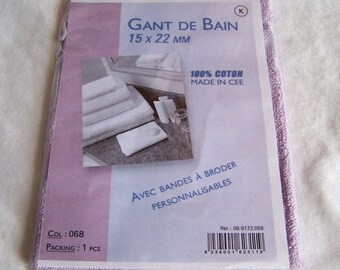 GANT DE BAIN
K
15 X 22 MM
100% COTON
MADE IN CEE
AVEC BANDES À BRODER
PERSONNALISABLES
COL : 068
PACKING : 1 PCS